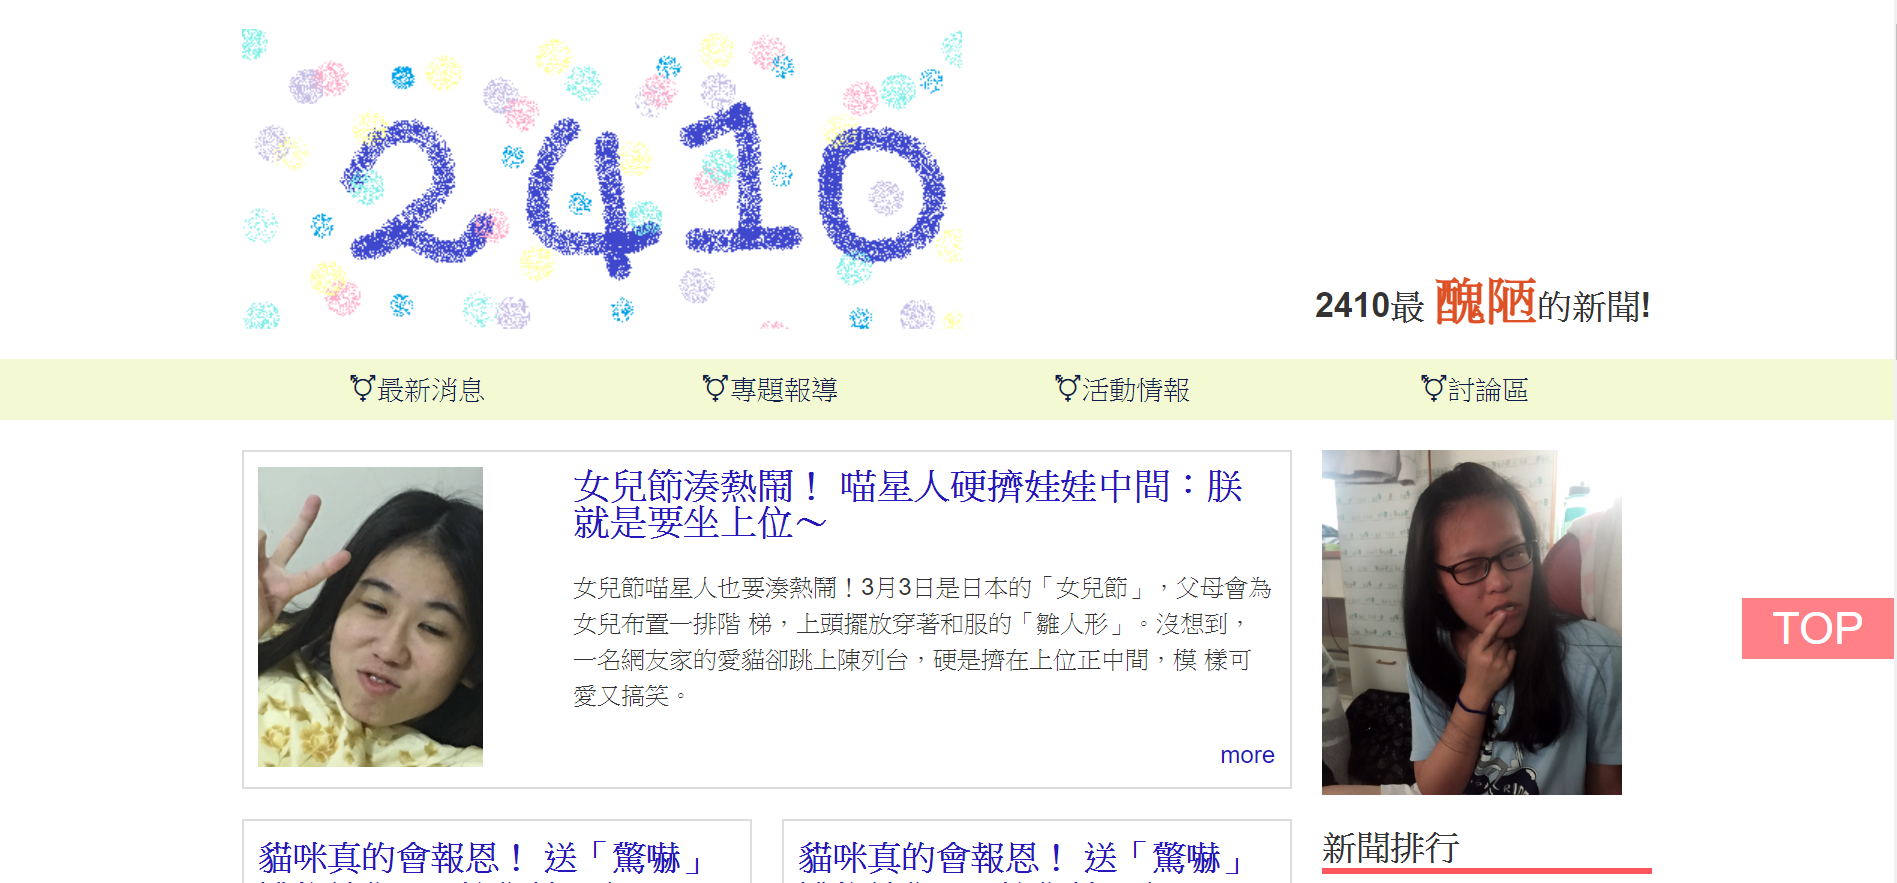 2410
2410最 醜陋的新聞!
⚧最新消息 ⚧專題報導 ⚧活動情報 ⚧討論區
女兒節湊熱鬧！ 喵星人硬擠娃娃中間：朕
就是要坐上位～
女兒節喵星人也要湊熱鬧！3月3日是日本的「女兒節」，父母會為
女兒布置一排階 梯，上頭擺放穿著和服的「雛人形」。沒想到，
一名網友家的愛貓卻跳上陳列台，硬是擠在上位正中間，模 樣可
愛又搞笑。
more
TOP
貓咪真的會報恩！ 送「驚嚇」
貓咪真的會報恩！ 送「驚嚇」
新聞排行